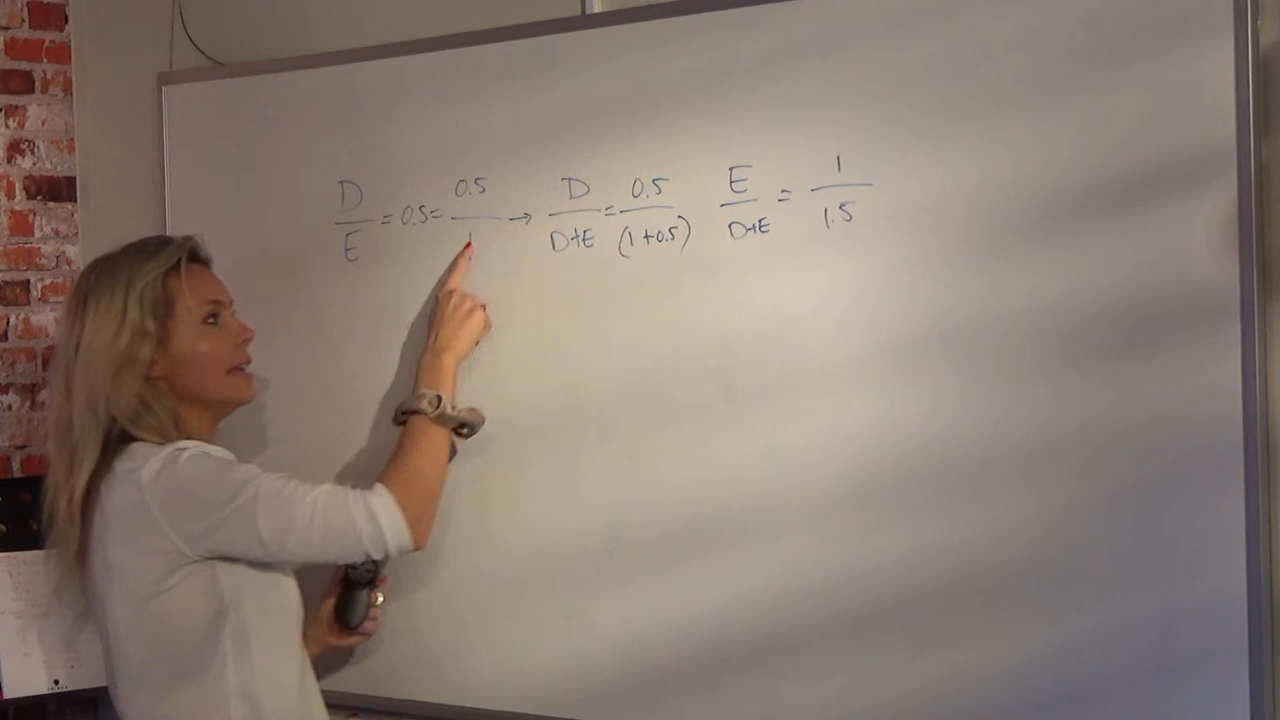 D/E = 0.5 = 0.5/1 → D/D+E = 0.5/(1+0.5) E/D+E = 1/1.5